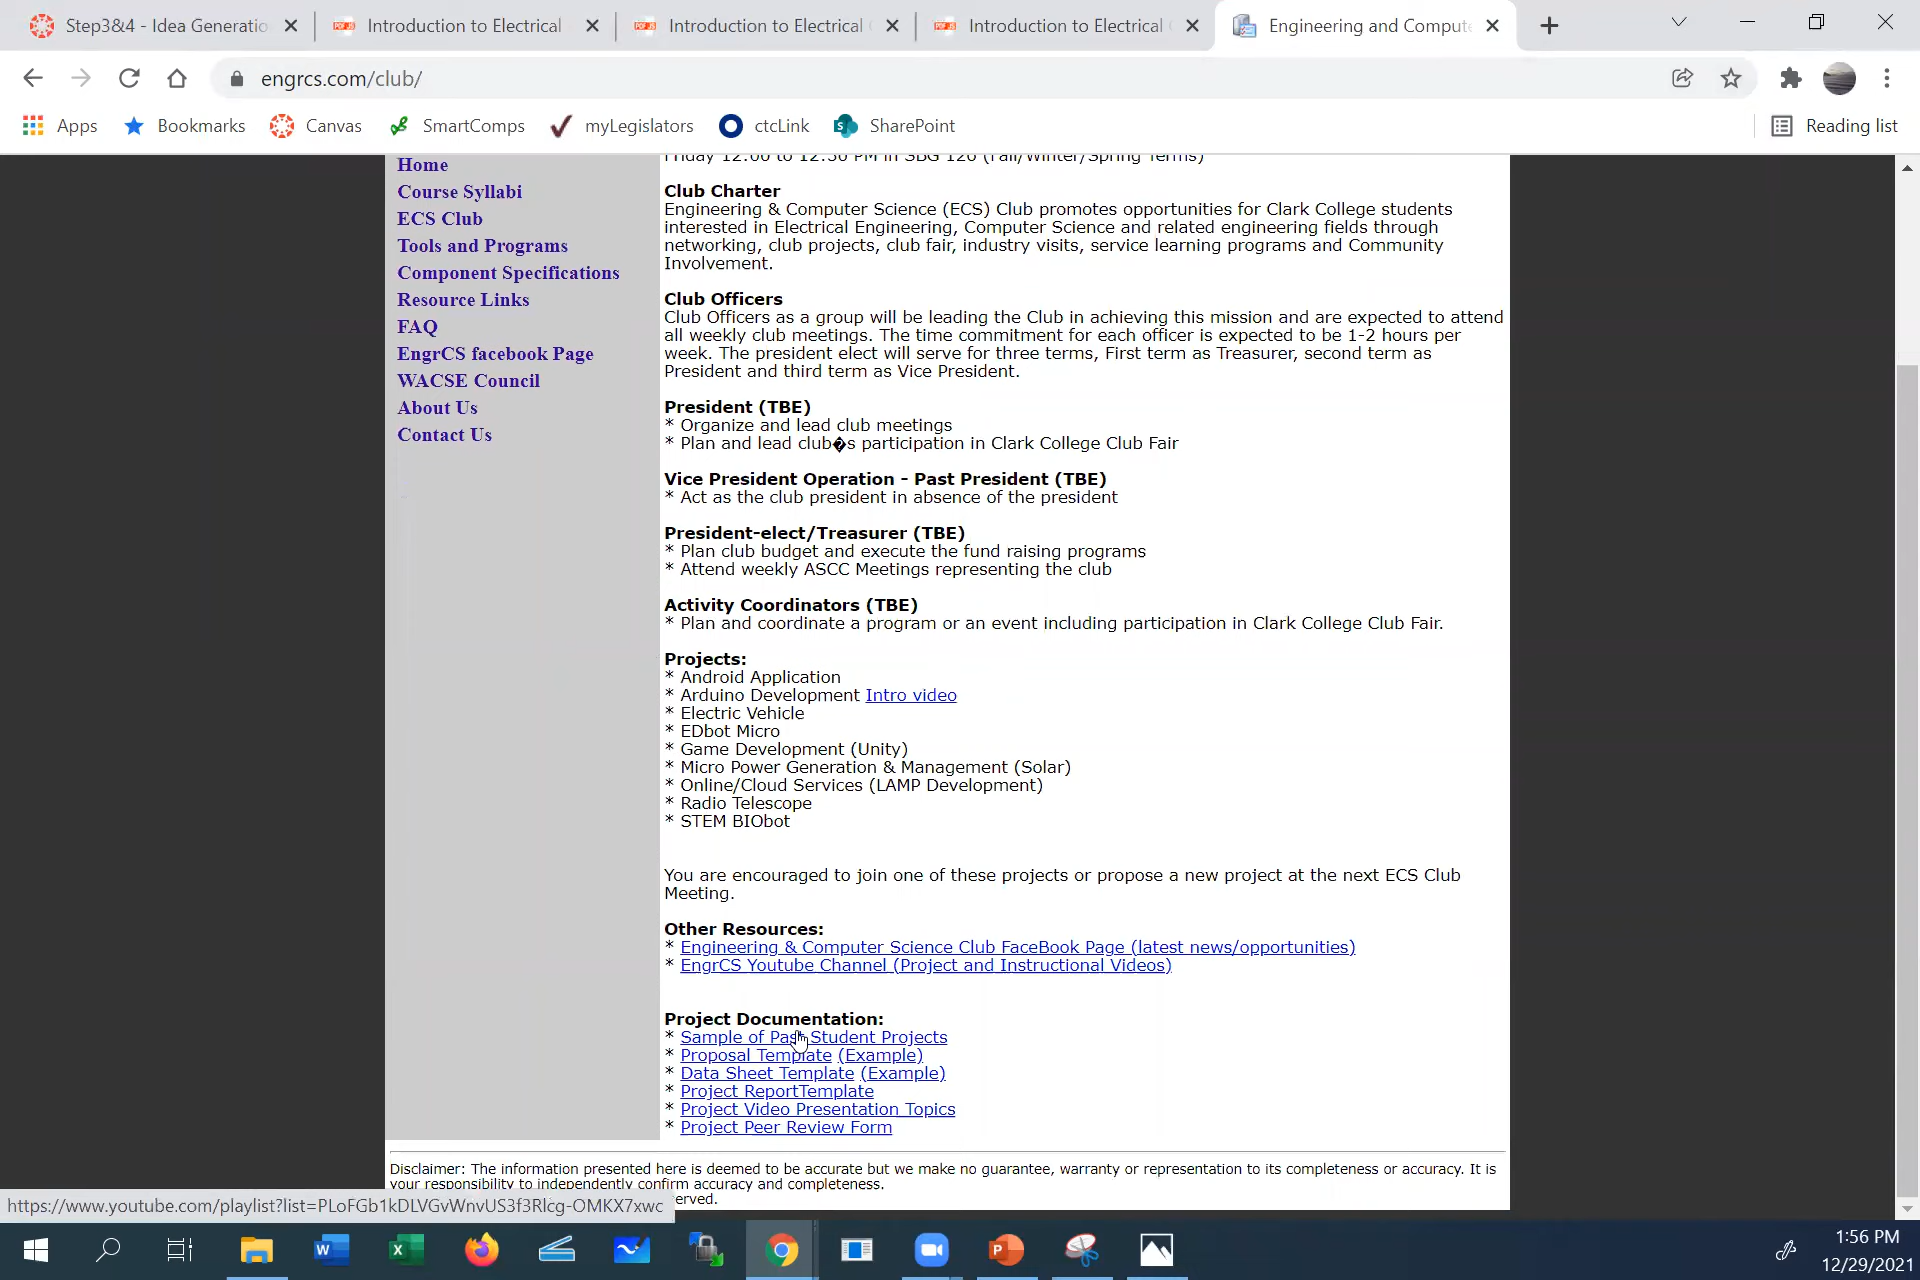 Step3&4 - Idea Generatio
Introduction to Electrical
Introduction to Electrical
Introduction to Electrical
Engineering and Compute
engrcs.com/club/
Apps
Bookmarks
Canvas
SmartComps
myLegislators
ctcLink
SharePoint
Reading list
Home
Course Syllabi
ECS Club
Tools and Programs
Component Specifications
Resource Links
FAQ
EngrCS facebook Page
WACSE Council
About Us
Contact Us
Friday 12:00 to 12:50 PM in SBG 126 (Fall/Winter/Spring Terms)
Club Charter
Engineering & Computer Science (ECS) Club promotes opportunities for Clark College students
interested in Electrical Engineering, Computer Science and related engineering fields through
networking, club projects, club fair, industry visits, service learning programs and Community
Involvement.
Club Officers
Club Officers as a group will be leading the Club in achieving this mission and are expected to attend
all weekly club meetings. The time commitment for each officer is expected to be 1-2 hours per
week. The president elect will serve for three terms, First term as Treasurer, second term as
President and third term as Vice President.
President (TBE)
* Organize and lead club meetings
* Plan and lead club�s participation in Clark College Club Fair
Vice President Operation - Past President (TBE)
* Act as the club president in absence of the president
President-elect/Treasurer (TBE)
* Plan club budget and execute the fund raising programs
* Attend weekly ASCC Meetings representing the club
Activity Coordinators (TBE)
* Plan and coordinate a program or an event including participation in Clark College Club Fair.
Projects:
* Android Application
* Arduino Development Intro video
* Electric Vehicle
* EDbot Micro
* Game Development (Unity)
* Micro Power Generation & Management (Solar)
* Online/Cloud Services (LAMP Development)
* Radio Telescope
* STEM BIObot
You are encouraged to join one of these projects or propose a new project at the next ECS Club
Meeting.
Other Resources:
* Engineering & Computer Science Club FaceBook Page (latest news/opportunities)
* EngrCS Youtube Channel (Project and Instructional Videos)
Project Documentation:
* Sample of Past Student Projects
* Proposal Template (Example)
* Data Sheet Template (Example)
* Project ReportTemplate
* Project Video Presentation Topics
* Project Peer Review Form
Disclaimer: The information presented here is deemed to be accurate but we make no guarantee, warranty or representation to its completeness or accuracy. It is
your responsibility to independently confirm accuracy and completeness.
erved.
https://www.youtube.com/playlist?list=PLoFGb1kDLVGvWnvUS3f3Rlcg-OMKX7xwc
1:56 PM
12/29/2021